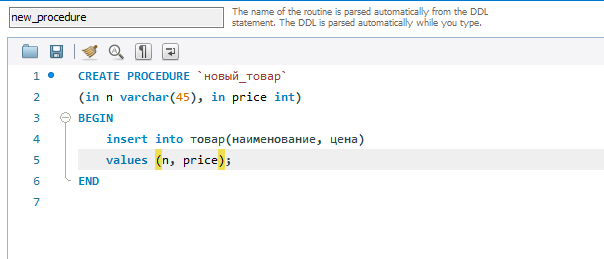 new_procedure
The name of the routine is parsed automatically from the DDL
statement. The DDL is parsed automatically while you type.
1 CREATE PROCEDURE `новый_товар`
2 (in n varchar(45), in price int)
3 BEGIN
4 insert into товар(наименование, цена)
5 values (n, price);
6 END
7